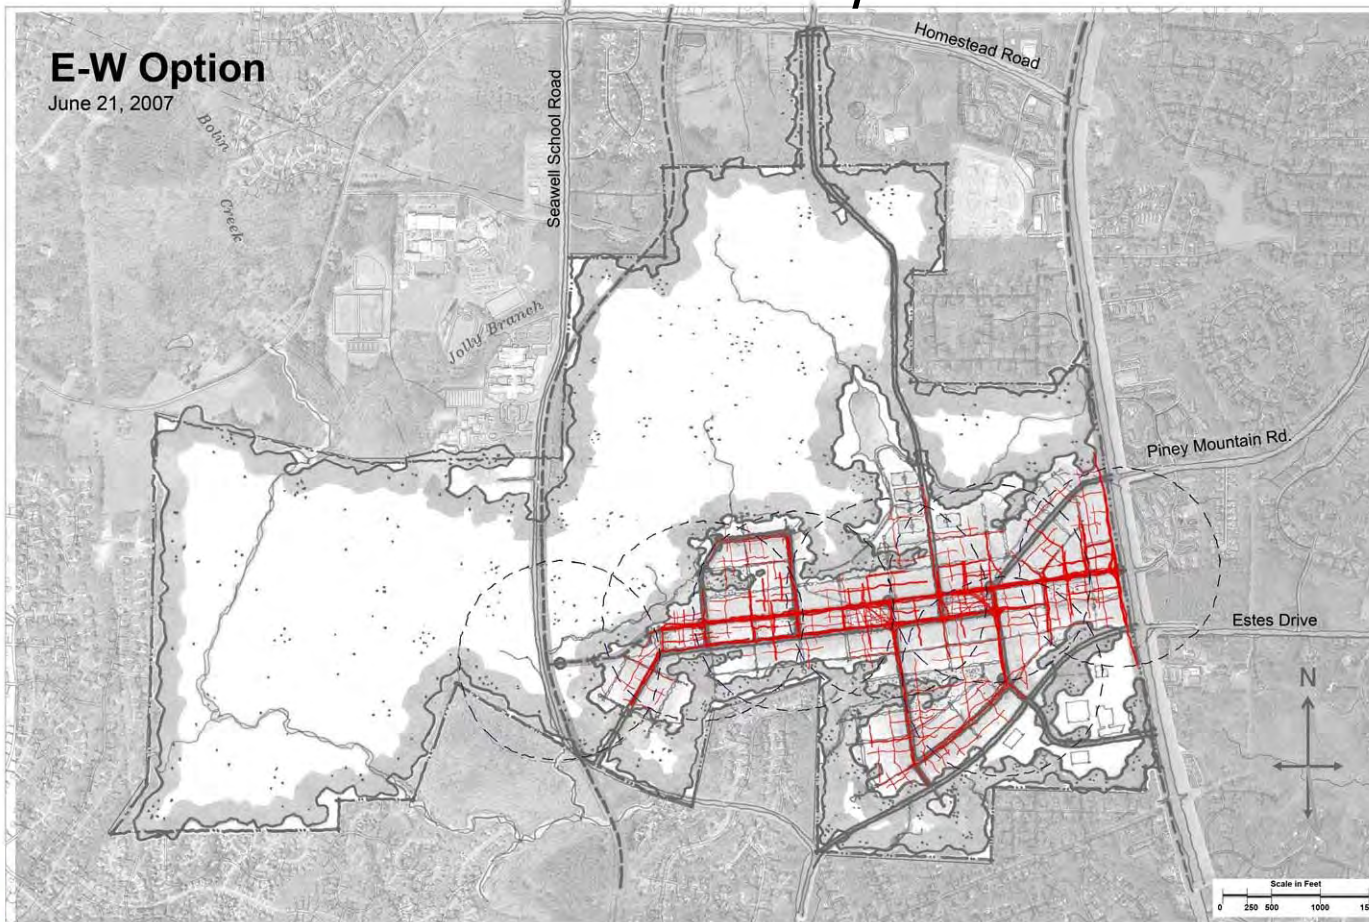 E-W Option
June 21, 2007
Homestead Road
Seawell School Road
Bolin
Creek
Jolly Branch
Piney Mountain Rd.
Estes Drive
N
Scale in Feet
0 250 500 1000